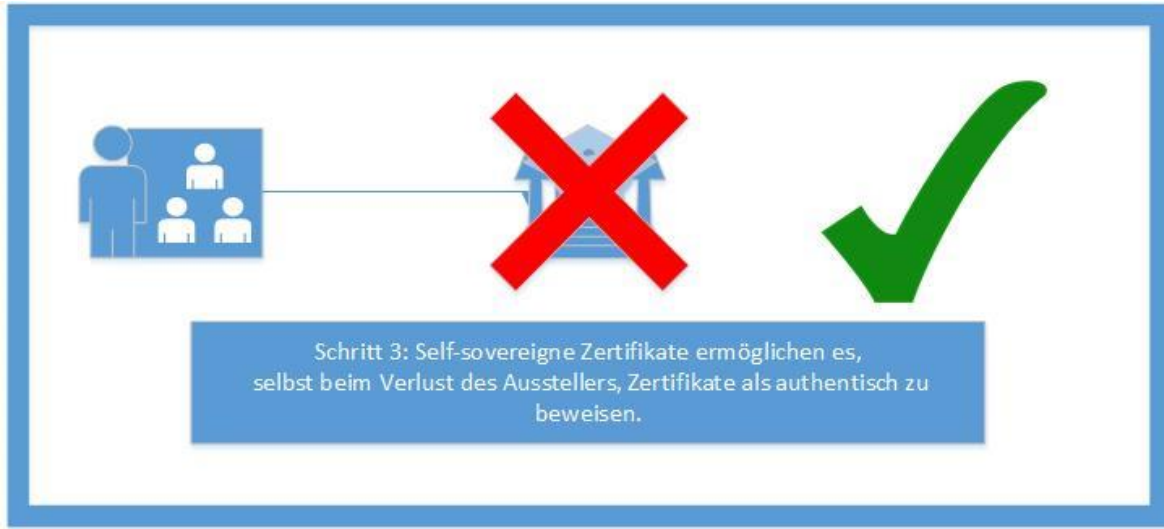 Schritt 3: Self-sovereigne Zertifikate ermöglichen es,
selbst beim Verlust des Ausstellers, Zertifikate als authentisch zu
beweisen.